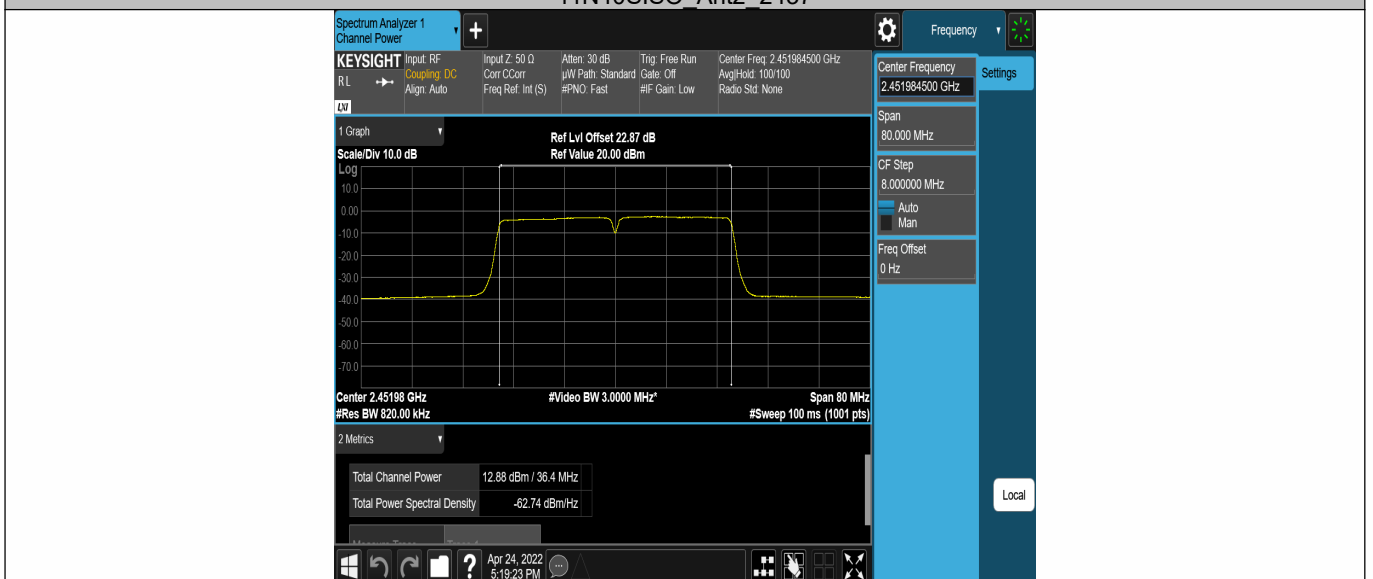 Spectrum Analyzer 1
Channel Power
Frequency
KEYSIGHT Input: RF Input Z: 50 Ω Atten: 30 dB Trig: Free Run Center Freq: 2.451984500 GHz
RL Coupling: DC Corr CCorr µW Path: Standard Gate: Off Avg|Hold: 100/100
Align: Auto Freq Ref: Int (S) #PNO: Fast #IF Gain: Low Radio Std: None
LXI
Center Frequency
2.451984500 GHz
Settings
Span
80.000 MHz
CF Step
8.000000 MHz
Auto
Man
Freq Offset
0 Hz
1 Graph
Ref Lvl Offset 22.87 dB
Scale/Div 10.0 dB Ref Value 20.00 dBm
Log
10.0
0.00
-10.0
-20.0
-30.0
-40.0
-50.0
-60.0
-70.0
Center 2.45198 GHz #Video BW 3.0000 MHz* Span 80 MHz
#Res BW 820.00 kHz #Sweep 100 ms (1001 pts)
2 Metrics
Total Channel Power 12.88 dBm / 36.4 MHz
Total Power Spectral Density -62.74 dBm/Hz
Local
? Apr 24, 2022
5:19:23 PM